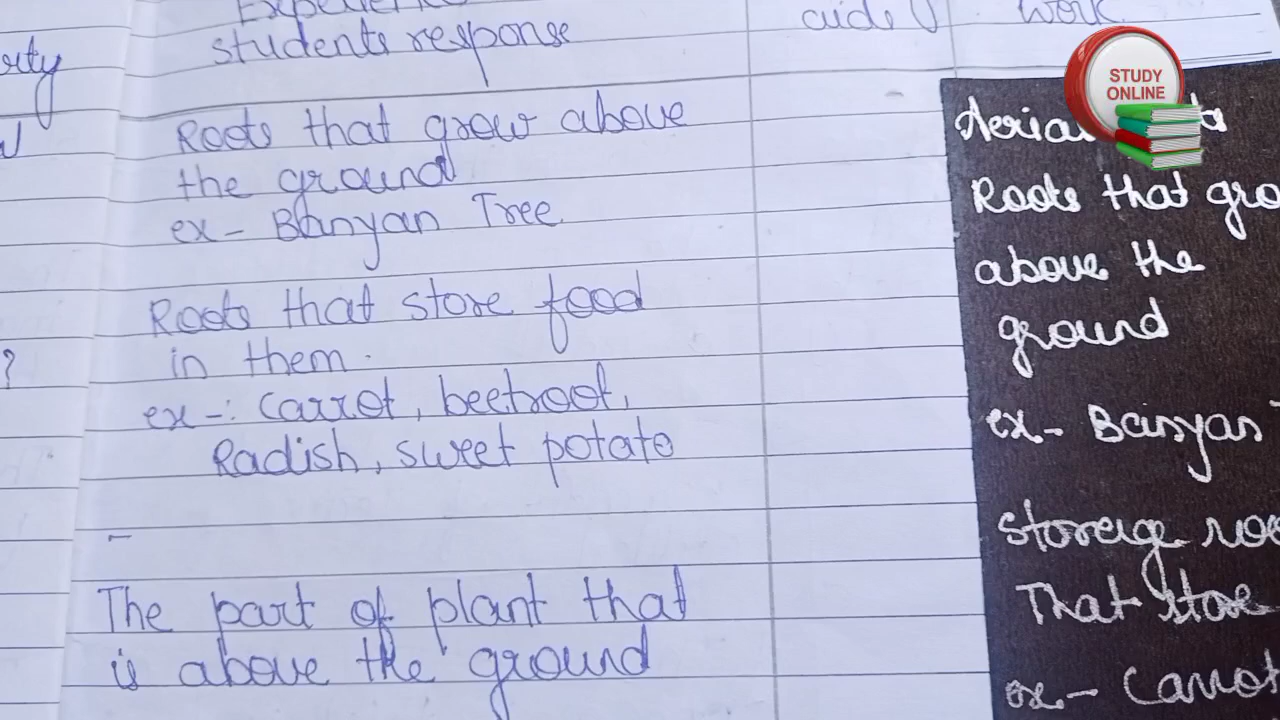 students response
Work
Roots that grow above
the ground
ex- Banyan Tree
Roots that store food
in them.
ex-: Carrot, beetroot,
Radish, sweet potato
-
The part of plant that
is above the ground
?
STUDY
ONLINE
Roots that gro
above the
ground
ex- Banyan
Storage roo
That store
ex- Carrot